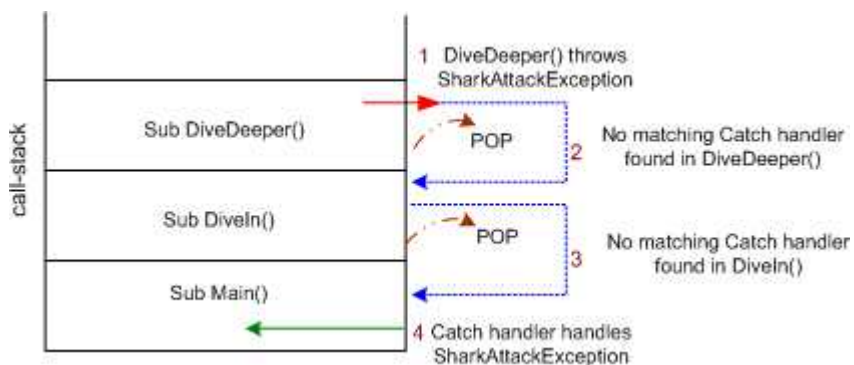 call-stack
1 DiveDeeper() throws
SharkAttackException
Sub DiveDeeper()
POP
2
No matching Catch handler
found in DiveDeeper()
Sub DiveIn()
POP
3
No matching Catch handler
found in DiveIn()
Sub Main()
4 Catch handler handles
SharkAttackException